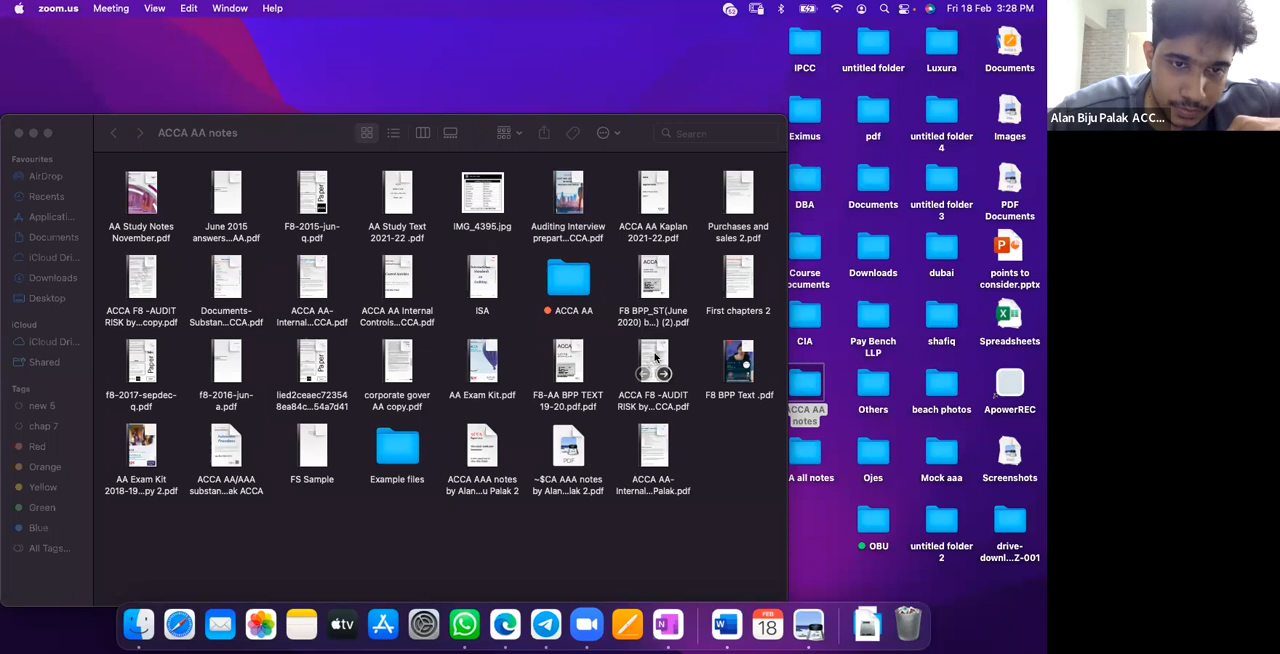 zoom.us Meeting View Edit Window Help
Fri 18 Feb 3:28 PM
Alan Biju Palak ACC...
ACCA AA notes
Search
Favourites
AirDrop
Recents
Applicati...
Documents
iCloud Dri...
Downloads
Desktop
iCloud
iCloud Dri...
Shared
Tags
new 5
chap 7
Red
Orange
Yellow
Green
Blue
All Tags...
AA Study Notes
November.pdf
June 2015
answers...AA.pdf
F8-2015-jun-
q.pdf
AA Study Text
2021-22 .pdf
IMG_4395.jpg
Auditing Interview
prepart...CCA.pdf
ACCA AA Kaplan
2021-22.pdf
Purchases and
sales 2.pdf
ACCA F8 -AUDIT
RISK by...copy.pdf
Documents-
Substan...CCA.pdf
ACCA AA-
Internal...CCA.pdf
ACCA AA Internal
Controls...CCA.pdf
ISA
ACCA AA
F8 BPP_ST(June
2020) b...) (2).pdf
First chapters 2
f8-2017-sepdec-
q.pdf
f8-2016-jun-
a.pdf
lied2ceaec72354
8ea84c...54a7d41
corporate gover
AA copy.pdf
AA Exam Kit.pdf
F8-AA BPP TEXT
19-20.pdf.pdf
ACCA F8 -AUDIT
RISK by...CCA.pdf
F8 BPP Text .pdf
AA Exam Kit
2018-19...py 2.pdf
ACCA AA/AAA
substan...ak ACCA
FS Sample
Example files
ACCA AAA notes
by Alan...u Palak 2
~$CA AAA notes
by Alan...lak 2.pdf
ACCA AA-
Internal...Palak.pdf
IPCC
untitled folder
Luxura
Documents
Eximus
pdf
untitled folder
4
Images
DBA
Documents
untitled folder
3
PDF
Documents
Course
ocuments
Downloads
dubai
points to
consider.pptx
CIA
Pay Bench
LLP
shafiq
Spreadsheets
ACCA AA
notes
Others
beach photos
ApowerREC
A all notes
Ojes
Mock aaa
Screenshots
OBU
untitled folder
2
drive-
downl...Z-001
tv
FEB
18